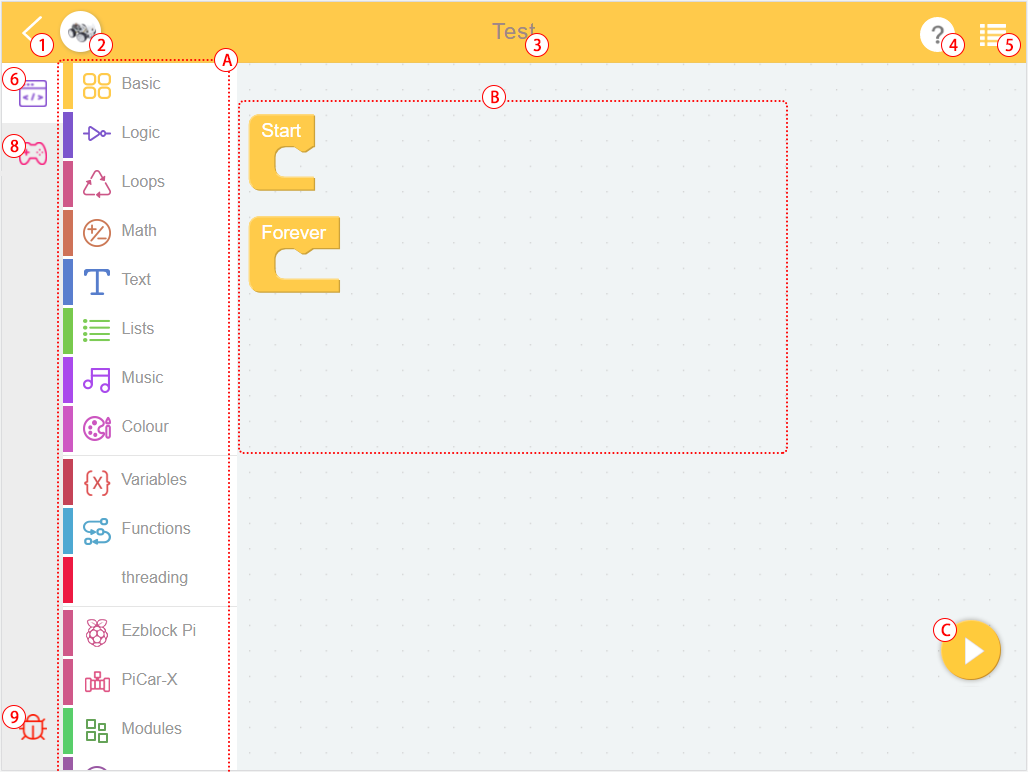 Test
?
1
2
3
4
5
A
6
Basic
B
Logic
Start
8
Loops
Math
Forever
Text
Lists
Music
Colour
{x} Variables
Functions
threading
Ezblock Pi
C
PiCar-X
9
Modules